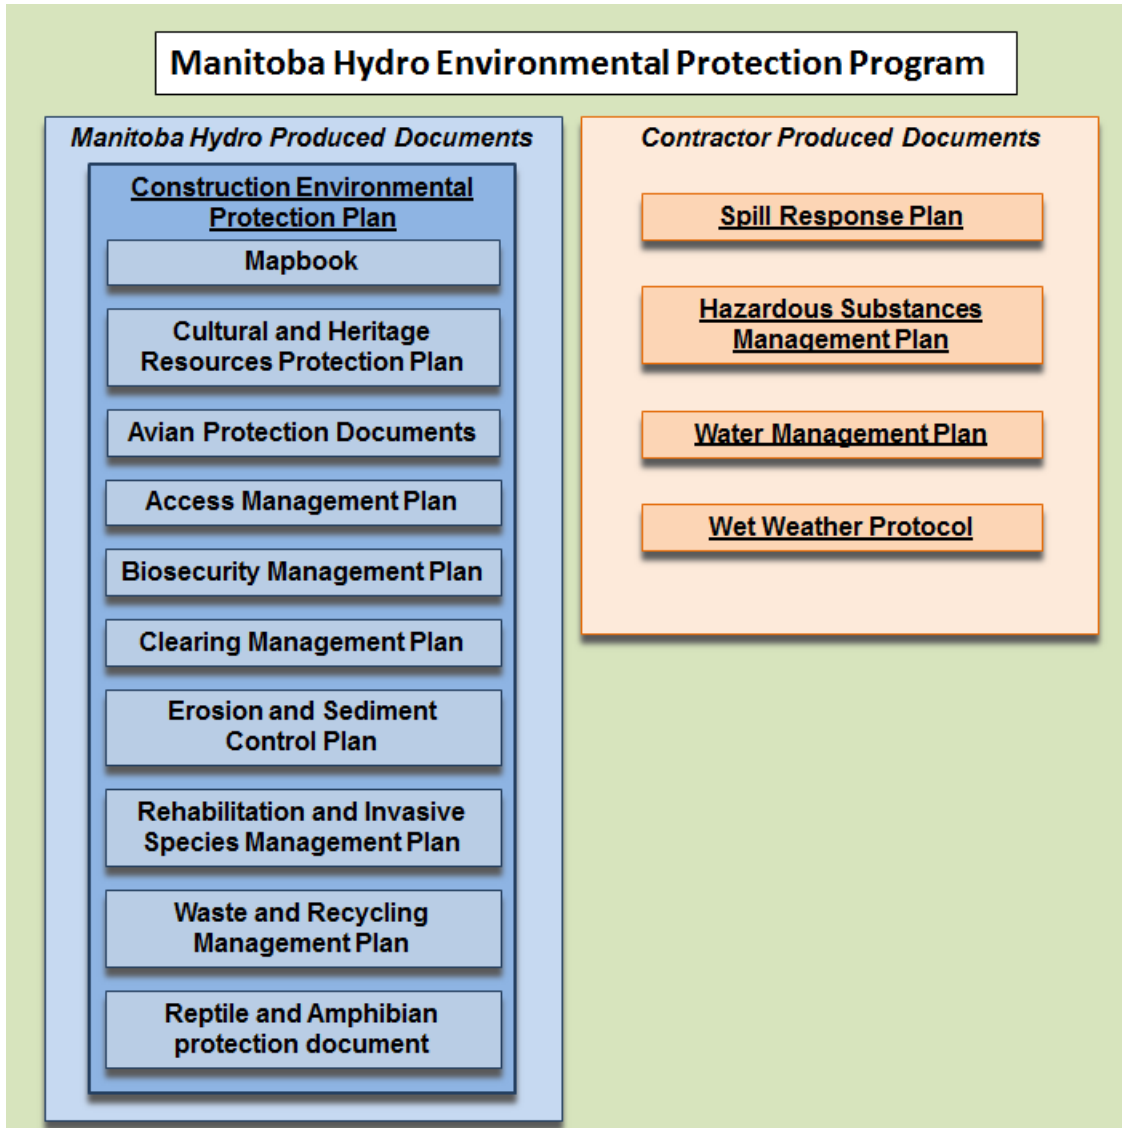 Manitoba Hydro Environmental Protection Program
Manitoba Hydro Produced Documents
Construction Environmental
Protection Plan
Mapbook
Cultural and Heritage
Resources Protection Plan
Avian Protection Documents
Access Management Plan
Biosecurity Management Plan
Clearing Management Plan
Erosion and Sediment
Control Plan
Rehabilitation and Invasive
Species Management Plan
Waste and Recycling
Management Plan
Reptile and Amphibian
protection document
Contractor Produced Documents
Spill Response Plan
Hazardous Substances
Management Plan
Water Management Plan
Wet Weather Protocol